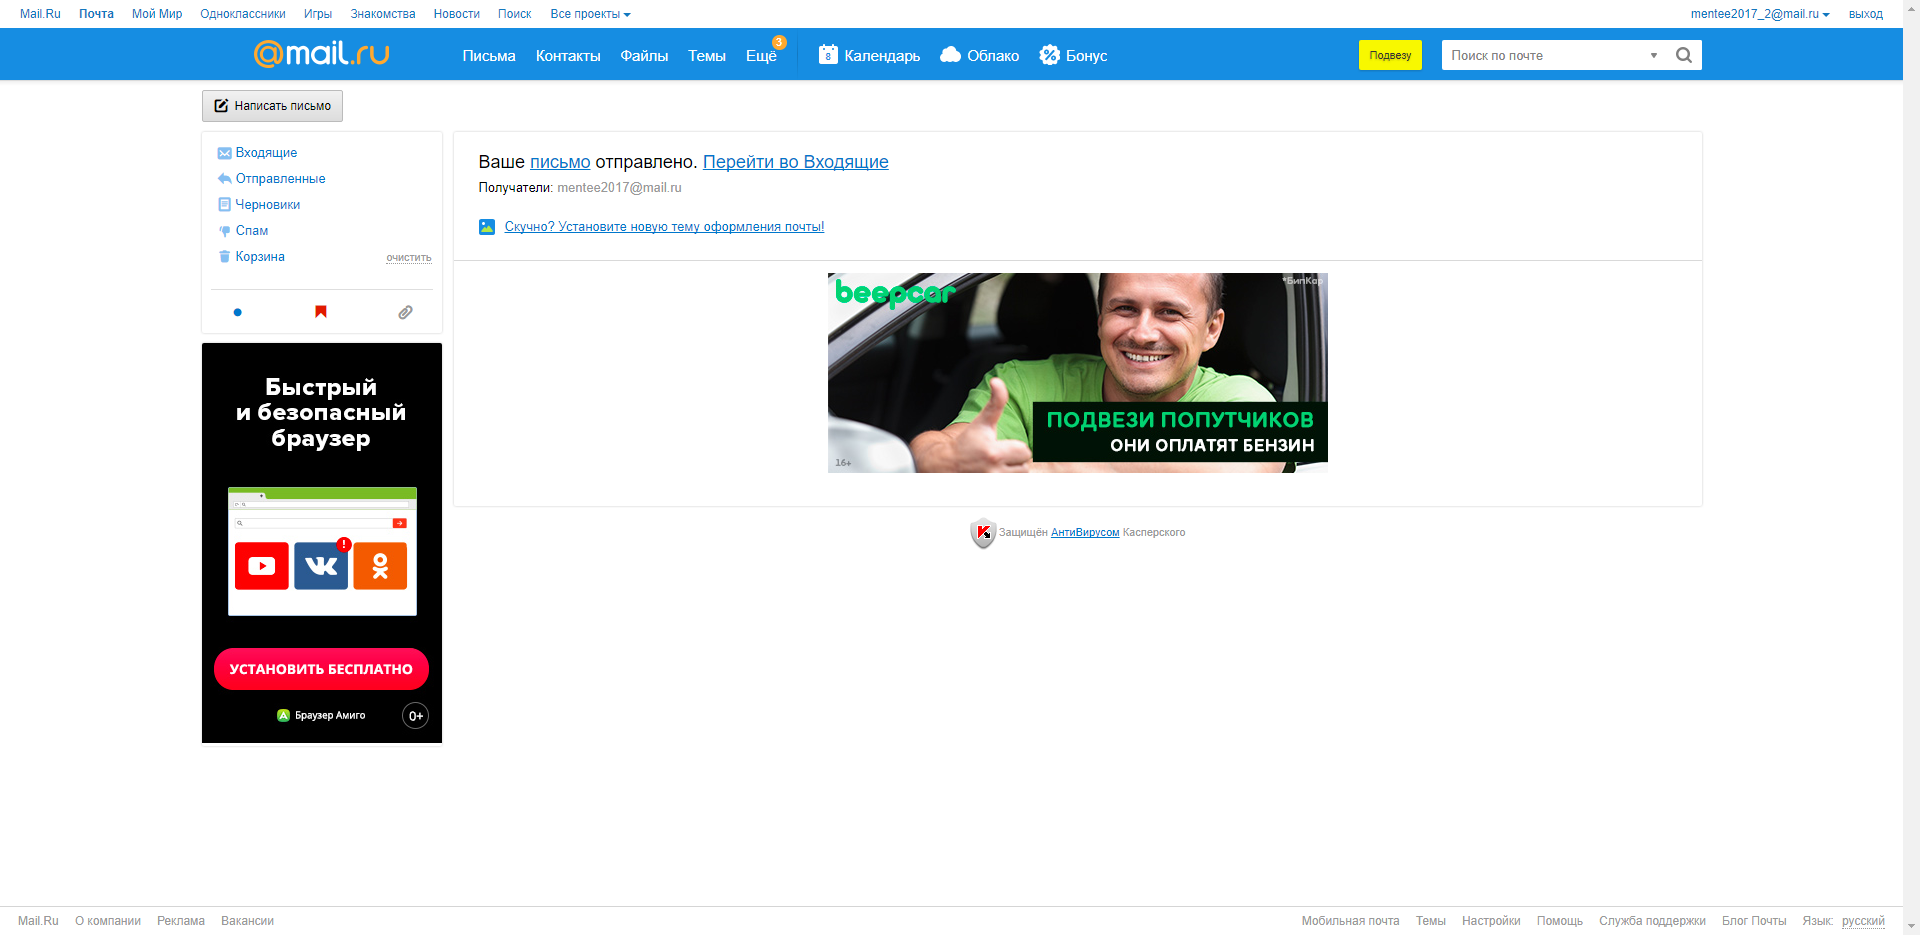 Mail.Ru Почта Мой Мир Одноклассники Игры Знакомства Новости Поиск Все проекты mentee2017_2@mail.ru выход
@mail.ru Письма Контакты Файлы Темы Ещё 3 8 Календарь Облако Бонус Подвезу Поиск по почте
Написать письмо
Входящие
Отправленные
Черновики
Спам
Корзина очистить
Ваше письмо отправлено. Перейти во Входящие
Получатели: mentee2017@mail.ru
Скучно? Установите новую тему оформления почты!
beepcar *БипКар
ПОДВЕЗИ ПОПУТЧИКОВ
ОНИ ОПЛАТЯТ БЕНЗИН
16+
Быстрый
и безопасный
браузер
УСТАНОВИТЬ БЕСПЛАТНО
Браузер Амиго 0+
Защищён АнтиВирусом Касперского
Mail.Ru О компании Реклама Вакансии Мобильная почта Темы Настройки Помощь Служба поддержки Блог Почты Язык: русский